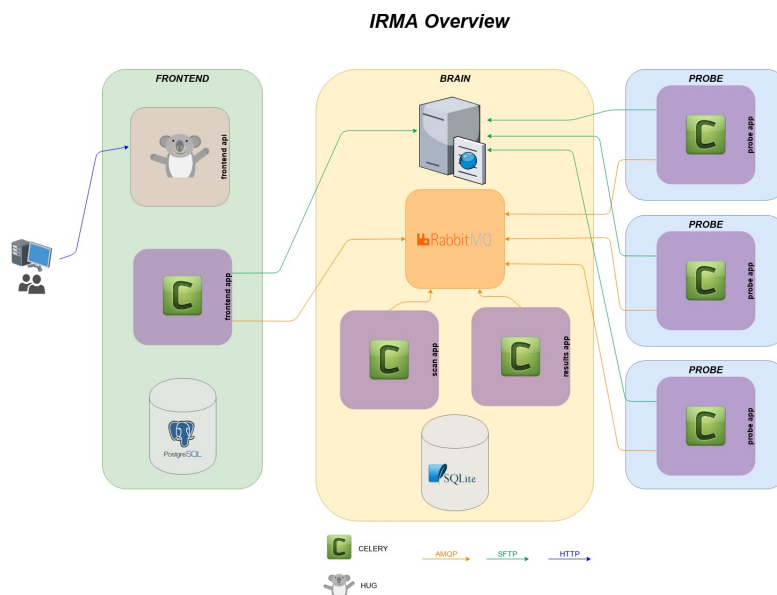 IRMA Overview
FRONTEND
BRAIN
PROBE
frontend api
probe app
RabbitMQ
PROBE
frontend app
probe app
scan app
results app
PROBE
probe app
PostgreSQL
SQLite
CELERY
AMQP
SFTP
HTTP
HUG